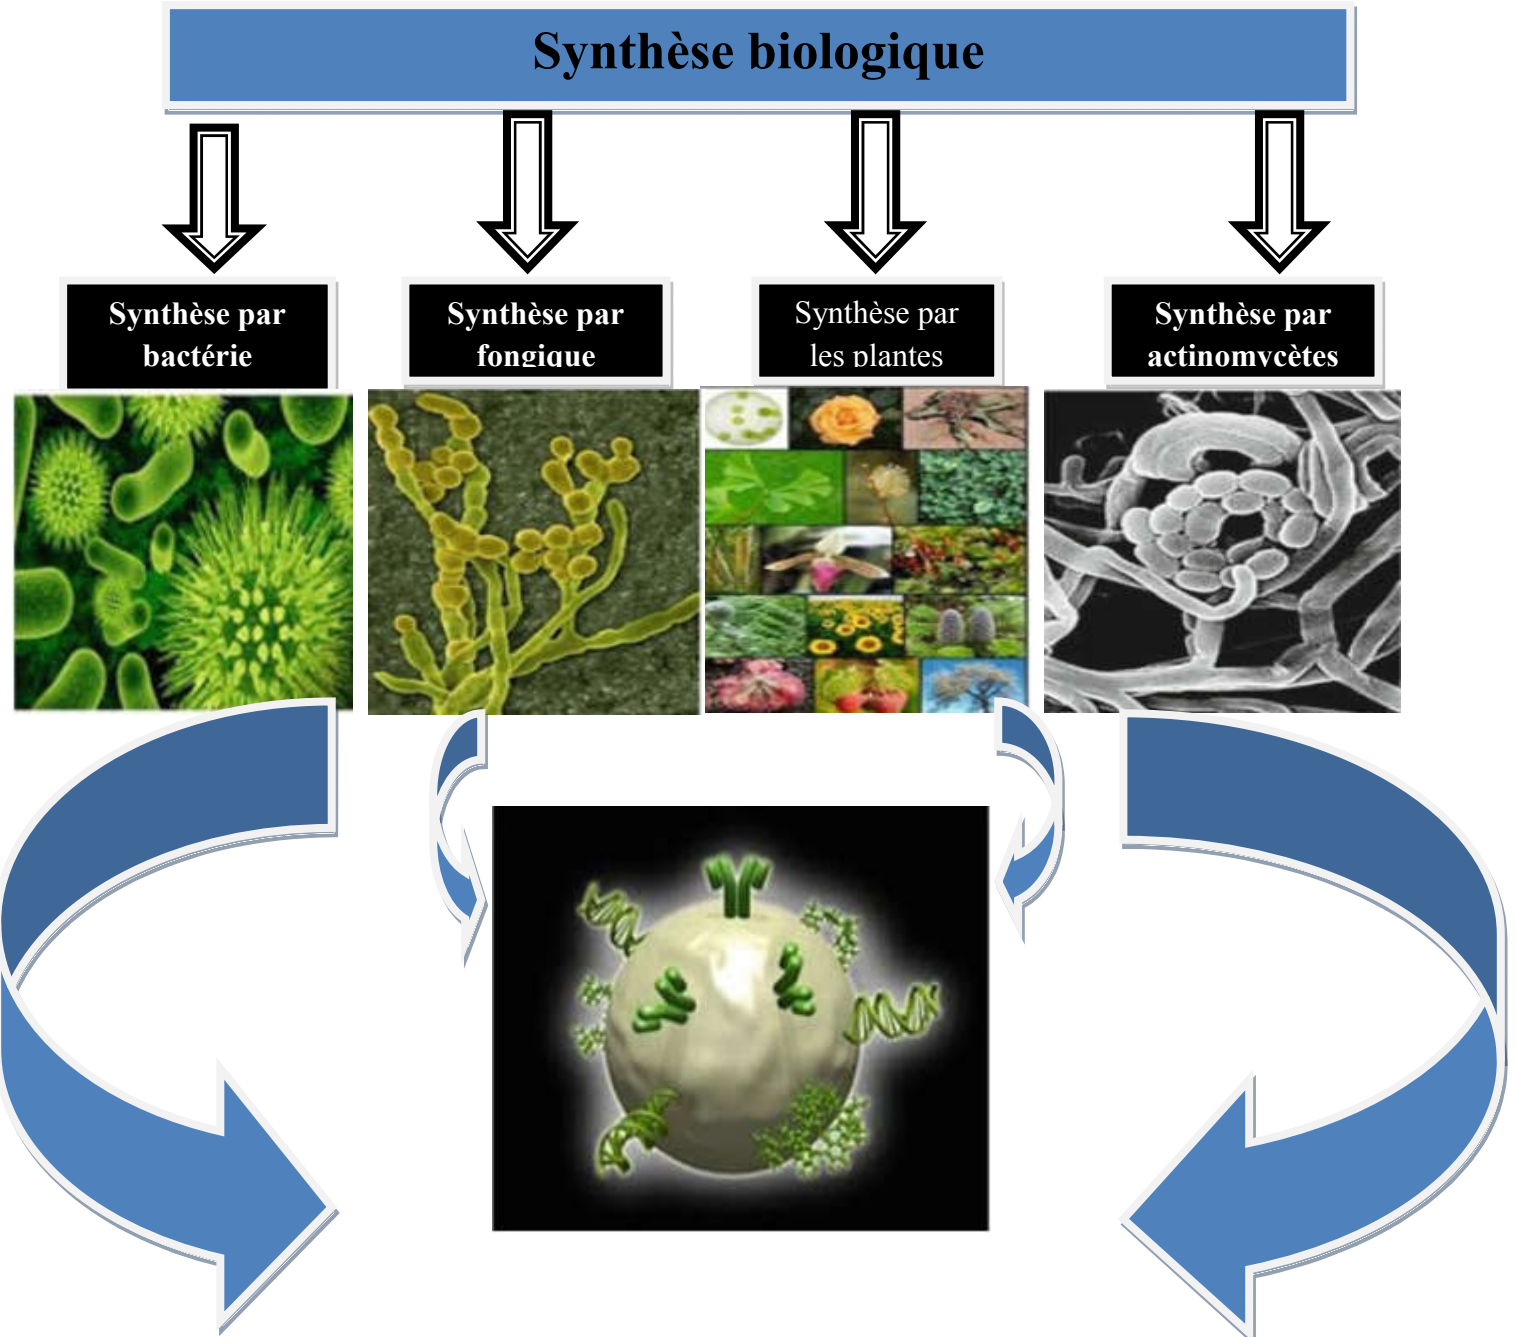 Synthèse biologique
Synthèse par
bactérie
Synthèse par
fongique
Synthèse par
les plantes
Synthèse par
actinomycètes